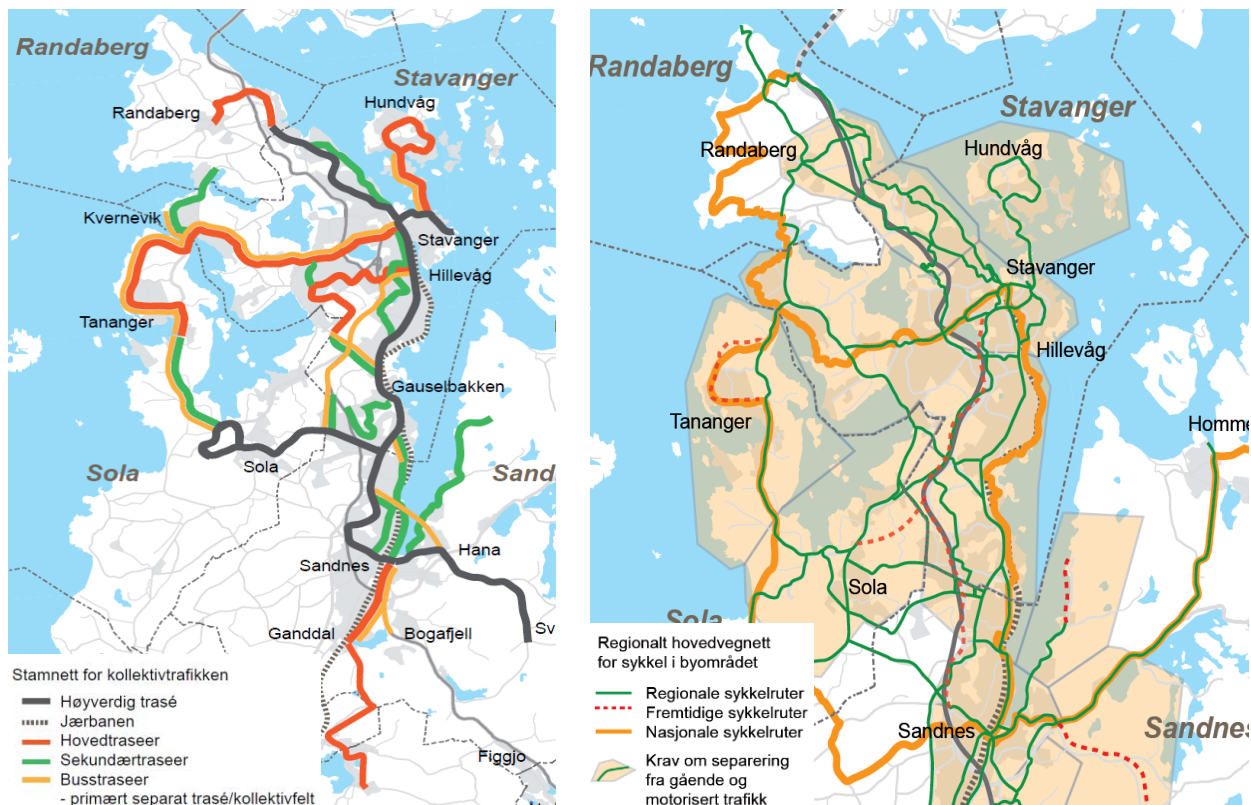 Randaberg
Stavanger
Hundvåg
Randaberg
Kvernevik
Stavanger
Hillevåg
Tananger
Gauselbakken
Sola
Sola
Sand
Hana
Sandnes
Sv
Ganddal
Bogafjell
Figgjo
Stamnett for kollektivtrafikken
Høyverdig trasé
Jærbanen
Hovedtraseer
Sekundærtraseer
Busstraseer
- primært separat trasé/kollektivfelt
Randaberg
Stavanger
Hundvåg
Randaberg
Stavanger
Hillevåg
Tananger
Homme
Sola
Sola
Sandnes
Sandnes
Regionalt hovedvegnett
for sykkel i byområdet
Regionale sykkelruter
Fremtidige sykkelruter
Nasjonale sykkelruter
Krav om separering
fra gående og
motorisert trafikk